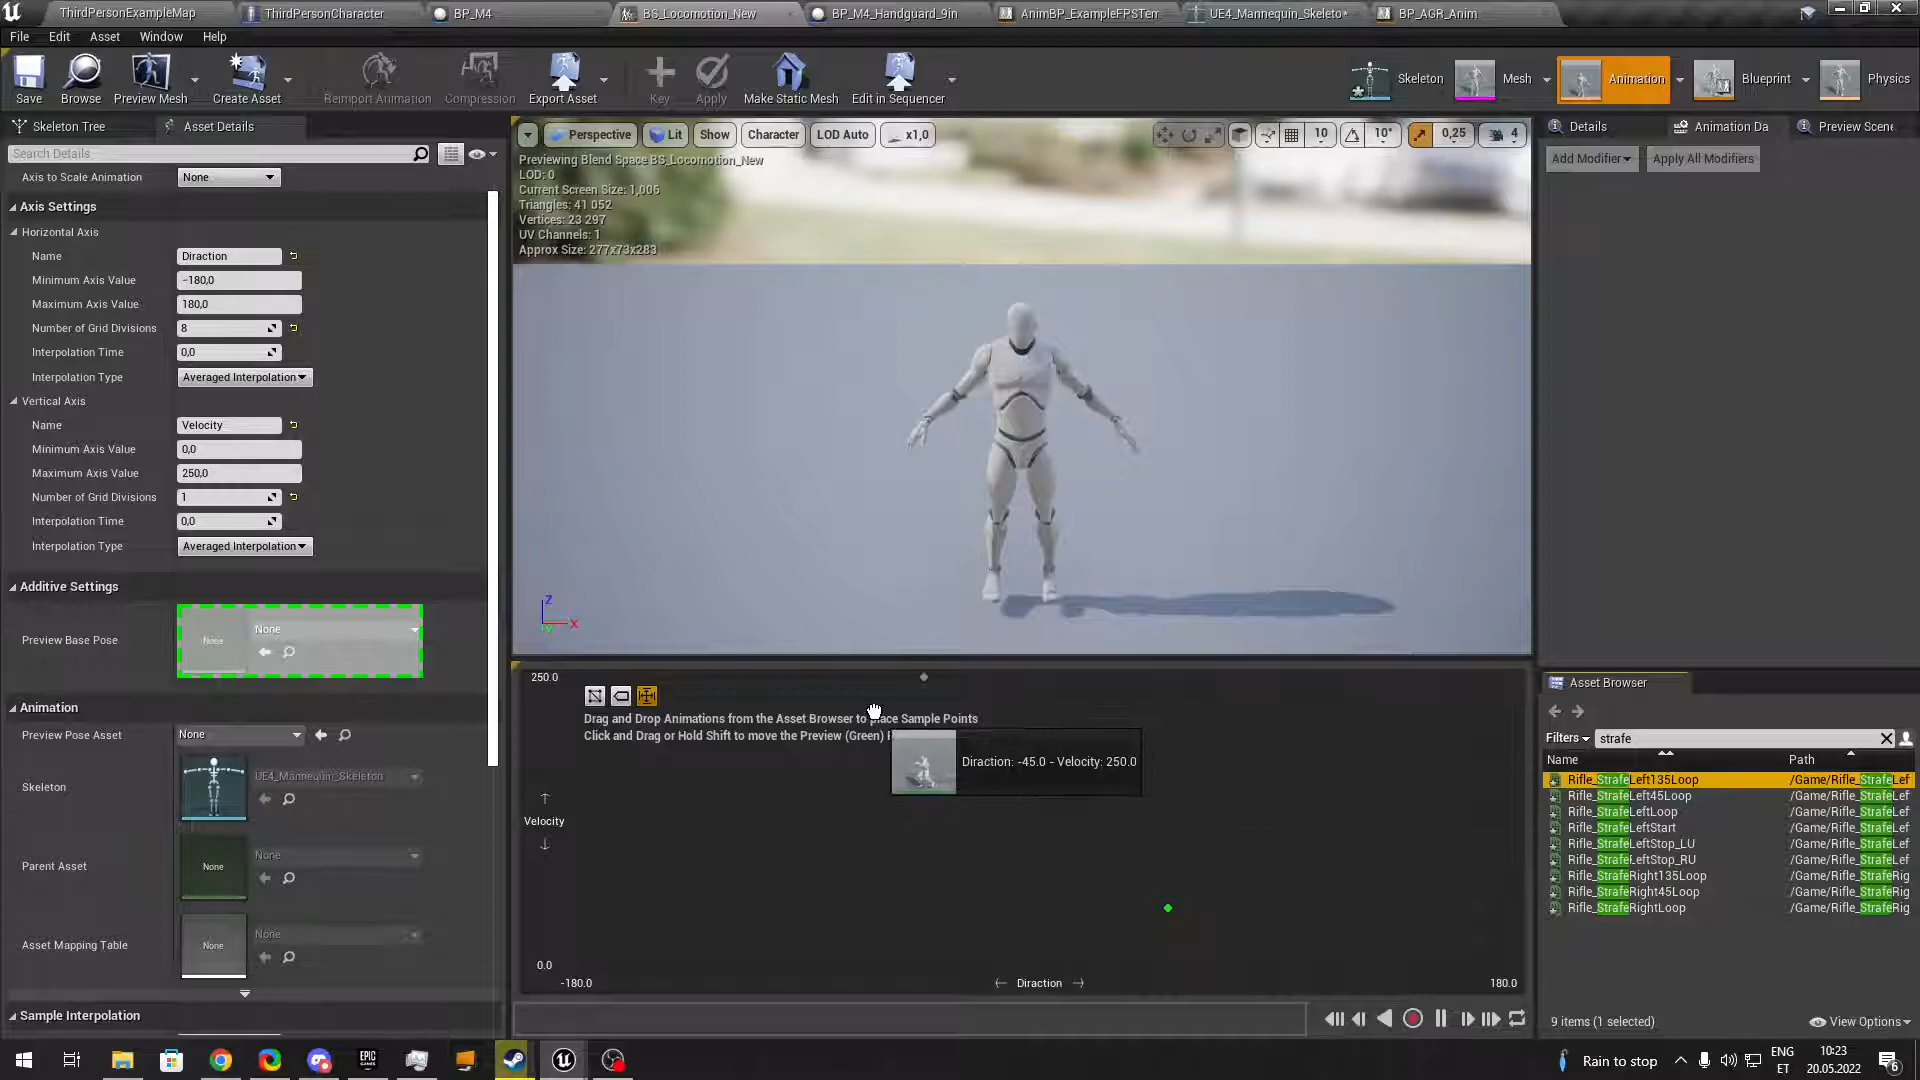 ThirdPersonExampleMap
ThirdPersonCharacter
BP_M4
BS_Locomotion_New
BP_M4_Handguard_9in
AnimBP_ExampleFPSTem
UE4_Mannequin_Skeleto*
BP_AGR_Anim
File Edit Asset Window Help
Save Browse Preview Mesh Create Asset Reimport Animation Compression Export Asset Key Apply Make Static Mesh Edit in Sequencer
Skeleton Mesh Animation Blueprint Physics
Skeleton Tree Asset Details
Search Details
Axis to Scale Animation None
Axis Settings
Horizontal Axis
Name Diraction
Minimum Axis Value -180,0
Maximum Axis Value 180,0
Number of Grid Divisions 8
Interpolation Time 0,0
Interpolation Type Averaged Interpolation
Vertical Axis
Name Velocity
Minimum Axis Value 0,0
Maximum Axis Value 250,0
Number of Grid Divisions 1
Interpolation Time 0,0
Interpolation Type Averaged Interpolation
Additive Settings
Preview Base Pose None None
Animation
Preview Pose Asset None
Skeleton UE4_Mannequin_Skeleton
Parent Asset None None
Asset Mapping Table None None
Sample Interpolation
Perspective Lit Show Character LOD Auto x1,0 10 10° 0,25 4
Previewing Blend Space BS_Locomotion_New
LOD: 0
Current Screen Size: 1,006
Triangles: 41 052
Vertices: 23 297
UV Channels: 1
Approx Size: 277x73x283
Z
X
Y
250.0
Drag and Drop Animations from the Asset Browser to place Sample Points
Click and Drag or Hold Shift to move the Preview (Green)
Diraction: -45.0 - Velocity: 250.0
Velocity
0.0
-180.0 Diraction 180.0
Details Animation Da Preview Scene
Add Modifier Apply All Modifiers
Asset Browser
Filters strafe
Name Path
Rifle_StrafeLeft135Loop /Game/Rifle_StrafeLef
Rifle_StrafeLeft45Loop /Game/Rifle_StrafeLef
Rifle_StrafeLeftLoop /Game/Rifle_StrafeLef
Rifle_StrafeLeftStart /Game/Rifle_StrafeLef
Rifle_StrafeLeftStop_LU /Game/Rifle_StrafeLef
Rifle_StrafeLeftStop_RU /Game/Rifle_StrafeLef
Rifle_StrafeRight135Loop /Game/Rifle_StrafeRig
Rifle_StrafeRight45Loop /Game/Rifle_StrafeRig
Rifle_StrafeRightLoop /Game/Rifle_StrafeRig
9 items (1 selected) View Options
EPIC GAMES
Rain to stop
ENG
ET
10:23
20.05.2022
6